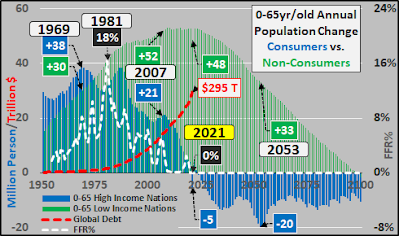 0-65yr/old Annual
Population Change
Consumers vs.
Non-Consumers
60
40
20
0
-20
Million Person/Trillion $
24%
16%
8%
0%
-8%
FFR%
1969
+38
+30
1981
18%
+52
2007
+21
+48
$295 T
2021
0%
+33
2053
-5
-20
1950
1975
2000
2025
2050
2075
2100
0-65 High Income Nations
0-65 Low Income Nations
Global Debt
FFR%